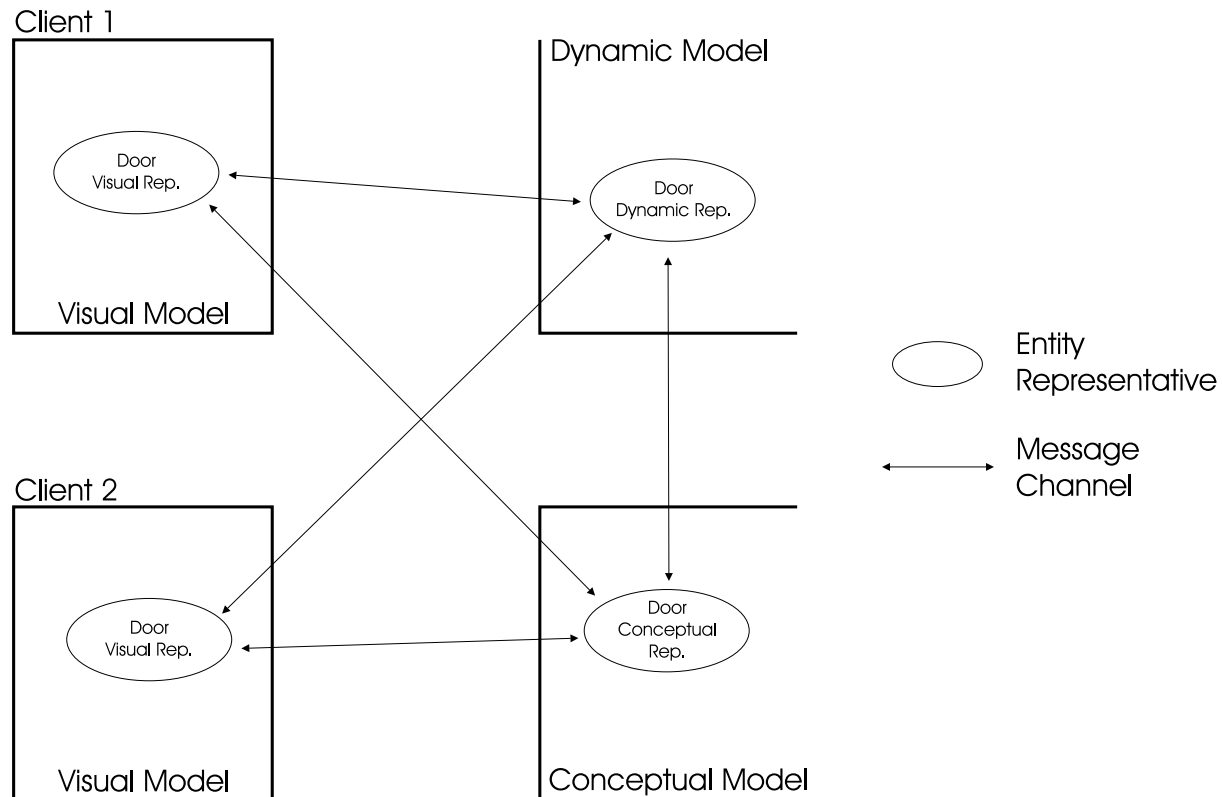 Client 1
Door
Visual Rep.
Visual Model
Dynamic Model
Door
Dynamic Rep.
Entity
Representative
Message
Channel
Client 2
Door
Visual Rep.
Visual Model
Door
Conceptual
Rep.
Conceptual Model